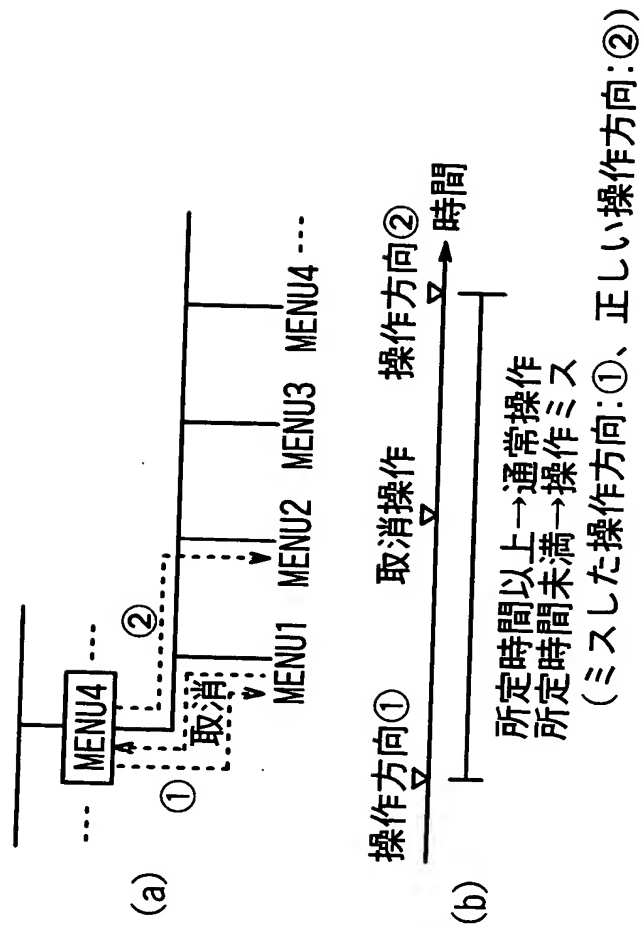 (a)
MENU4
... ...
① 取消 ②
MENU1 MENU2 MENU3 MENU4 ...
(b)
操作方向① 取消操作 操作方向②
時間
所定時間以上→通常操作
所定時間未満→操作ミス
(ミスした操作方向:①、正しい操作方向:②)